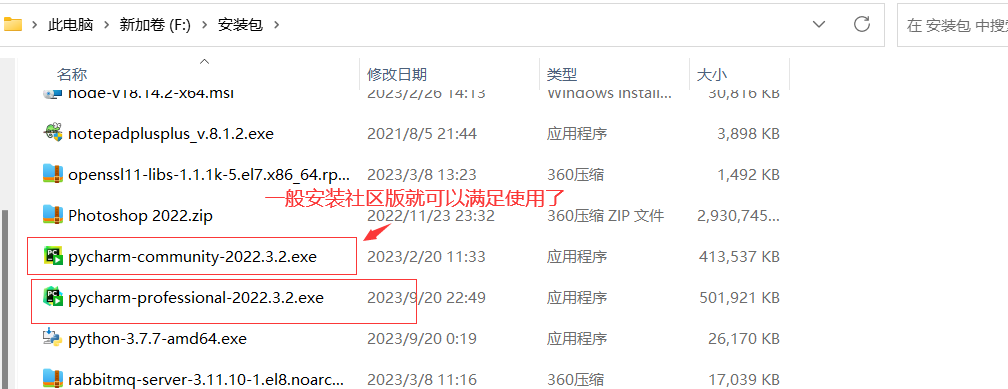 此电脑 > 新加卷 (F:) > 安装包 >
在 安装包 中搜
名称 修改日期 类型 大小
node-v18.14.2-x64.msi 2023/2/26 14:13 Windows Install... 30,816 KB
notepadplusplus_v.8.1.2.exe 2021/8/5 21:44 应用程序 3,898 KB
openssl11-libs-1.1.1k-5.el7.x86_64.rp... 2023/3/8 13:23 360压缩 1,492 KB
一般安装社区版就可以满足使用了
Photoshop 2022.zip 2022/11/23 23:32 360压缩 ZIP 文件 2,930,745...
pycharm-community-2022.3.2.exe 2023/2/20 11:33 应用程序 413,537 KB
pycharm-professional-2022.3.2.exe 2023/9/20 22:49 应用程序 501,921 KB
python-3.7.7-amd64.exe 2023/9/20 0:19 应用程序 26,170 KB
rabbitmq-server-3.11.10-1.el8.noarc... 2023/3/8 11:16 360压缩 17,039 KB